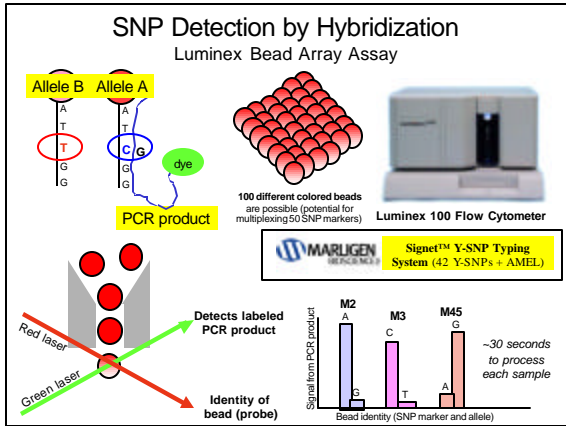 SNP Detection by Hybridization
Luminex Bead Array Assay
Allele B
Allele A
A
T
T
G
G
A
T
C G
G
G
dye
PCR product
100 different colored beads
are possible (potential for
multiplexing 50 SNP markers)
Luminex 100 Flow Cytometer
MARLIGEN
BIOSCIENCES
Signet™ Y-SNP Typing
System (42 Y-SNPs + AMEL)
Red laser
Green laser
Detects labeled
PCR product
Identity of
bead (probe)
Signal from PCR product
M2
M3
M45
A
G
C
T
A
G
Bead identity (SNP marker and allele)
~30 seconds
to process
each sample